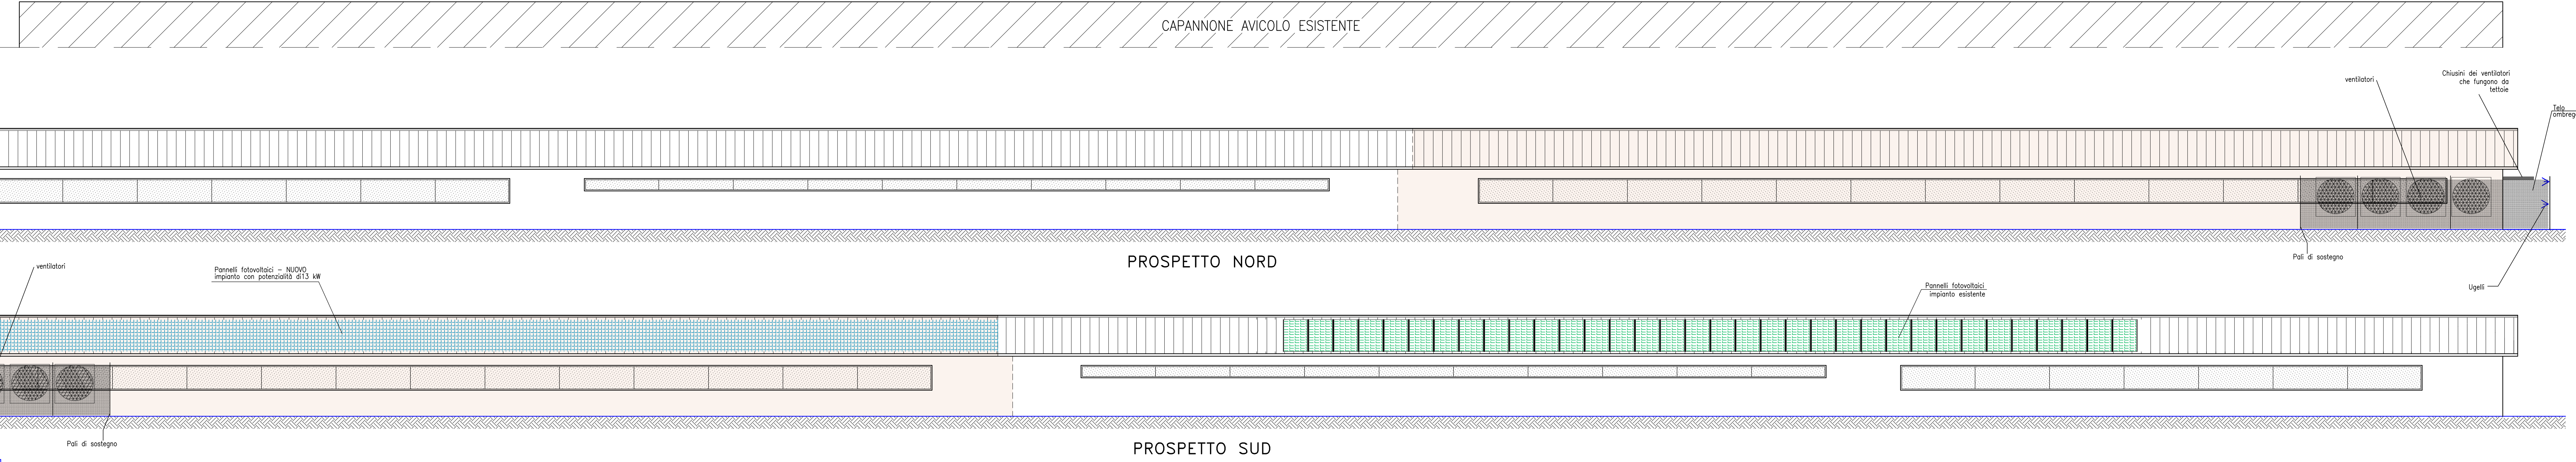 CAPANNONE AVICOLO ESISTENTE
ventilatori
Chiusini dei ventilatori
che fungono da
tettoie
Telo
Pali di sostegno
Ugelli
PROSPETTO NORD
ventilatori
Pannelli fotovoltaici - NUOVO
impianto con potenzialità di13 kW
Pannelli fotovoltaici
impianto esistente
Pali di sostegno
PROSPETTO SUD